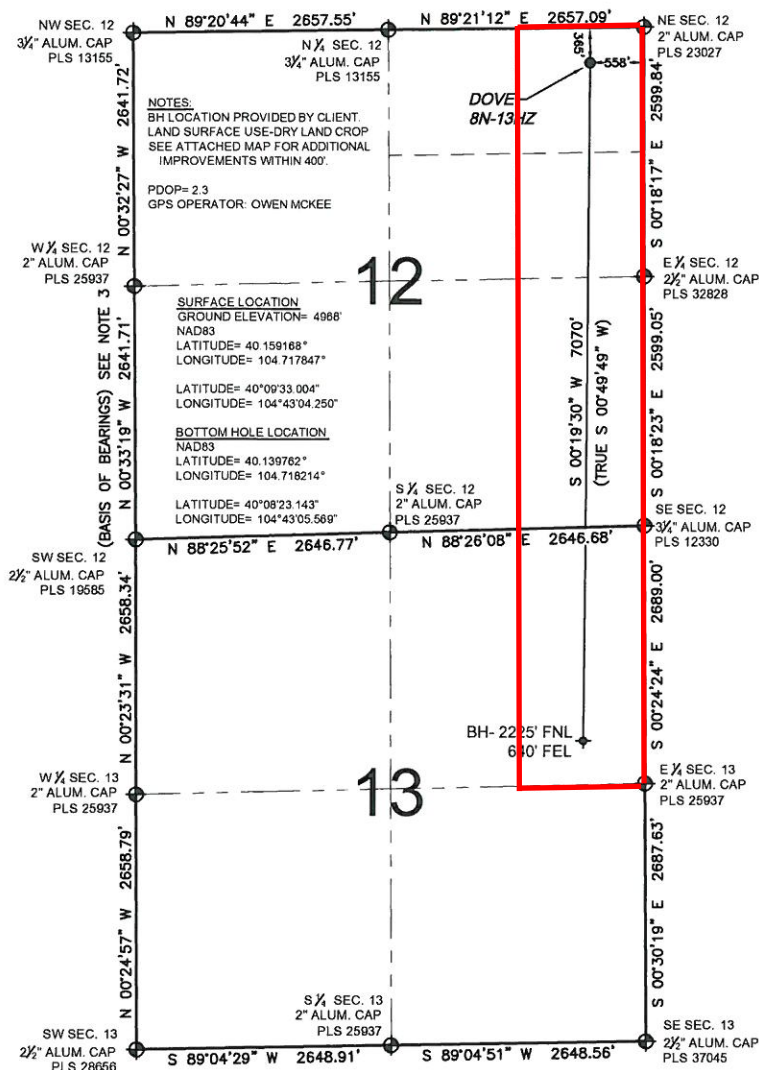 N 89°20'44" E 2657.55'
N 89°21'12" E 2657.09'
NW SEC. 12
3¼" ALUM. CAP
PLS 13155
N ¼ SEC. 12
3¼" ALUM. CAP
PLS 13155
NE SEC. 12
2" ALUM. CAP
PLS 23027
365'
558'
DOVE
8N-13HZ
NOTES:
BH LOCATION PROVIDED BY CLIENT.
LAND SURFACE USE-DRY LAND CROP
SEE ATTACHED MAP FOR ADDITIONAL
IMPROVEMENTS WITHIN 400'.
PDOP= 2.3
GPS OPERATOR: OWEN MCKEE
N 00°32'27" W 2641.72'
S 00°18'17" E 2599.84'
W ¼ SEC. 12
2" ALUM. CAP
PLS 25937
12
E ¼ SEC. 12
2½" ALUM. CAP
PLS 32828
SURFACE LOCATION
GROUND ELEVATION= 4988'
NAD83
LATITUDE= 40.159168°
LONGITUDE= 104.717847°
LATITUDE= 40°09'33.004"
LONGITUDE= 104°43'04.250"
BOTTOM HOLE LOCATION
NAD83
LATITUDE= 40.139762°
LONGITUDE= 104.718214°
LATITUDE= 40°08'23.143"
LONGITUDE= 104°43'05.569"
(BASIS OF BEARINGS) SEE NOTE 3
N 00°33'19" W 2641.71'
S 00°19'30" W 7070'
(TRUE S 00°49'49" W)
S 00°18'23" E 2599.05'
S ¼ SEC. 12
2" ALUM. CAP
PLS 25937
SW SEC. 12
2½" ALUM. CAP
PLS 19585
N 88°25'52" E 2646.77'
N 88°26'08" E 2646.68'
SE SEC. 12
3¼" ALUM. CAP
PLS 12330
N 00°23'31" W 2658.34'
S 00°24'24" E 2689.00'
BH- 2225' FNL
640' FEL
W ¼ SEC. 13
2" ALUM. CAP
PLS 25937
13
E ¼ SEC. 13
2" ALUM. CAP
PLS 25937
N 00°24'57" W 2658.79'
S 00°30'19" E 2687.63'
S ¼ SEC. 13
2" ALUM. CAP
PLS 25937
SW SEC. 13
2½" ALUM. CAP
PLS 28656
S 89°04'29" W 2648.91'
S 89°04'51" W 2648.56'
SE SEC. 13
2½" ALUM. CAP
PLS 37045